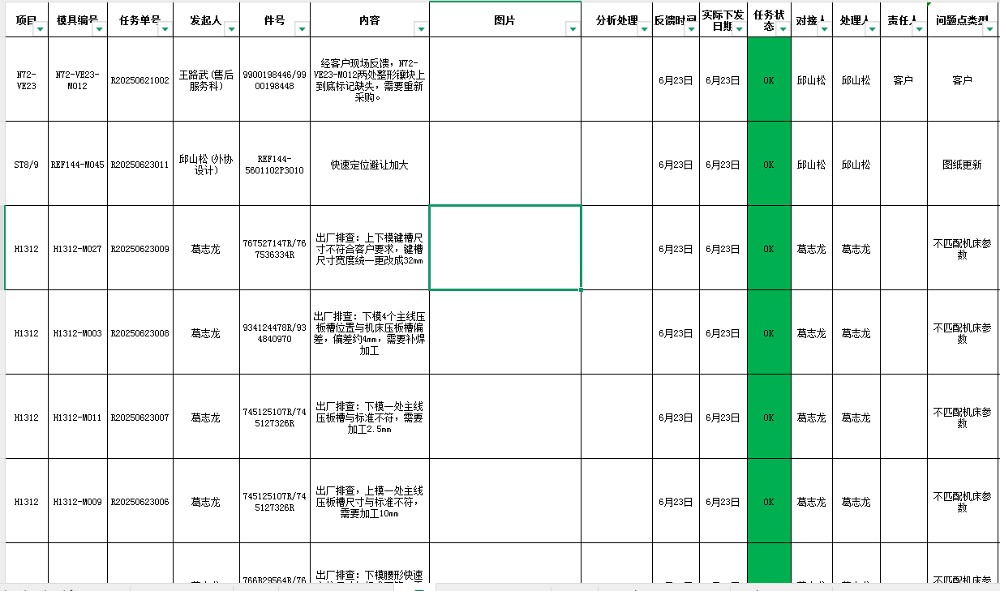 项目 模具编号 任务单号 发起人 件号 内容 图片 分析处理 反馈时间 实际下发日期 任务状态 对接人 处理人 责任人 问题点类型
N72-
VE23
N72-VE23-
M012
R20250621002
王路武(售后
服务科)
9900198446/99
00198448
经客户现场反馈，N72-
VE23-M012两处整形镶块上
到底标记缺失，需要重新
采购。
6月23日
6月23日
OK
邱山松
邱山松
客户
客户
ST8/9
REF144-M045
R20250623011
邱山松(外协
设计)
REF144-
5601102P3010
快速定位避让加大
6月23日
6月23日
OK
邱山松
邱山松
图纸更新
H1312
H1312-M027
R20250623009
葛志龙
767527147R/76
7536334R
出厂排查：上下模键槽尺
寸不符合客户要求，键槽
尺寸宽度统一更改成32mm
6月23日
6月23日
OK
葛志龙
葛志龙
不匹配机床参
数
H1312
H1312-M003
R20250623008
葛志龙
934124478R/93
4840970
出厂排查：下模4个主线压
板槽位置与机床压板槽偏
差，偏差约4mm，需要补焊
加工
6月23日
6月23日
OK
葛志龙
葛志龙
不匹配机床参
数
H1312
H1312-M011
R20250623007
葛志龙
745125107R/74
5127326R
出厂排查：下模一处主线
压板槽与标准不符，需要
加工2.5mm
6月23日
6月23日
OK
葛志龙
葛志龙
不匹配机床参
数
H1312
H1312-M009
R20250623006
葛志龙
745125107R/74
5127326R
出厂排查，上模一处主线
压板槽尺寸与标准不符，
需要加工10mm
6月23日
6月23日
OK
葛志龙
葛志龙
不匹配机床参
数
766B29564R/76
出厂排查：下模腰形快速
不匹配机床参